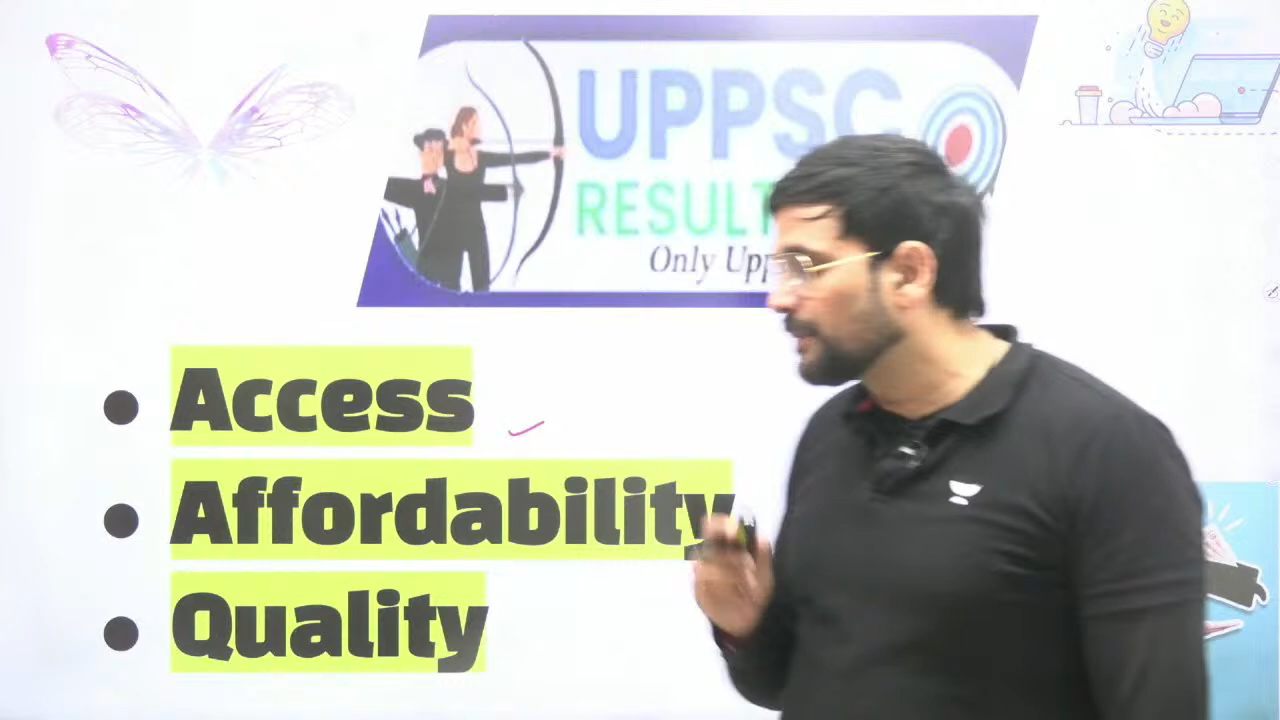 UPPSC
RESULT
Only Upp
Access
Affordability
Quality